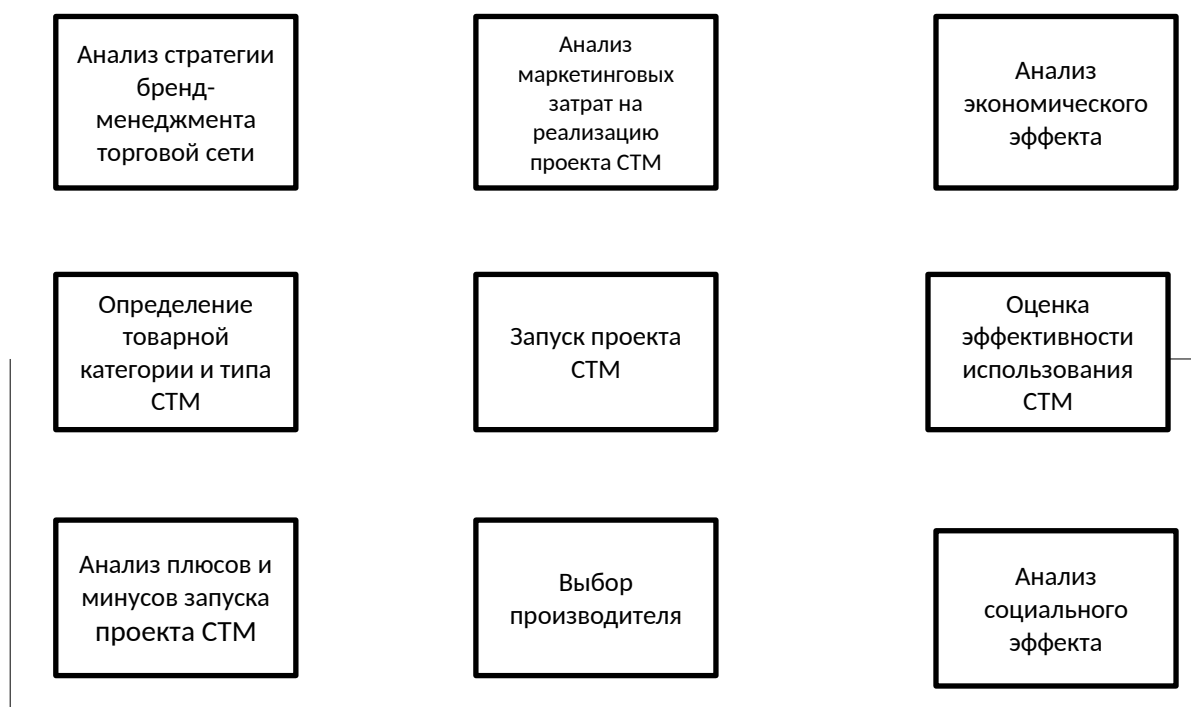 Анализ стратегии
бренд-
менеджмента
торговой сети
Анализ
маркетинговых
затрат на
реализацию
проекта СТМ
Анализ
экономического
эффекта
Определение
товарной
категории и типа
СТМ
Запуск проекта
СТМ
Оценка
эффективности
использования
СТМ
Анализ плюсов и
минусов запуска
проекта СТМ
Выбор
производителя
Анализ
социального
эффекта